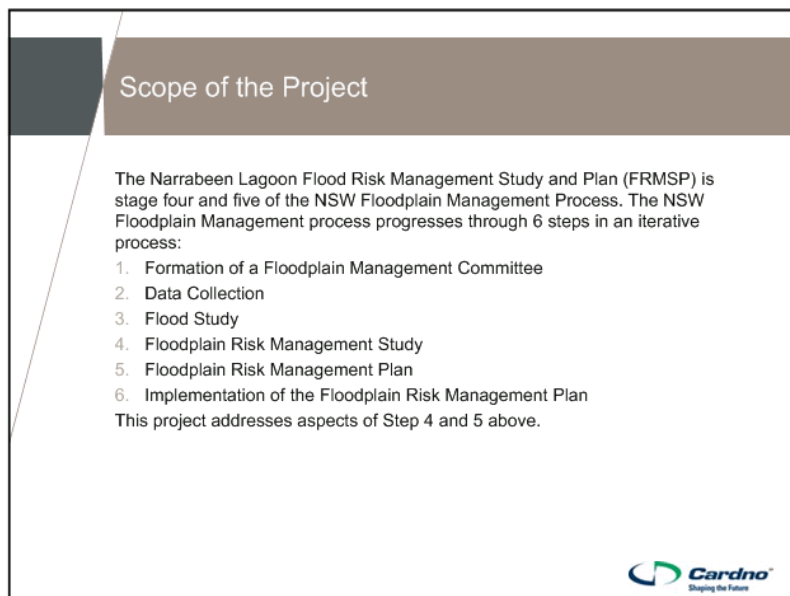 Scope of the Project
The Narrabeen Lagoon Flood Risk Management Study and Plan (FRMSP) is
stage four and five of the NSW Floodplain Management Process. The NSW
Floodplain Management process progresses through 6 steps in an iterative
process:
1. Formation of a Floodplain Management Committee
2. Data Collection
3. Flood Study
4. Floodplain Risk Management Study
5. Floodplain Risk Management Plan
6. Implementation of the Floodplain Risk Management Plan
This project addresses aspects of Step 4 and 5 above.
Cardno
Shaping the Future